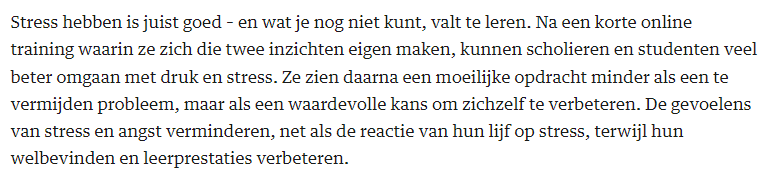 Stress hebben is juist goed - en wat je nog niet kunt, valt te leren. Na een korte online
training waarin ze zich die twee inzichten eigen maken, kunnen scholieren en studenten veel
beter omgaan met druk en stress. Ze zien daarna een moeilijke opdracht minder als een te
vermijden probleem, maar als een waardevolle kans om zichzelf te verbeteren. De gevoelens
van stress en angst verminderen, net als de reactie van hun lijf op stress, terwijl hun
welbevinden en leerprestaties verbeteren.